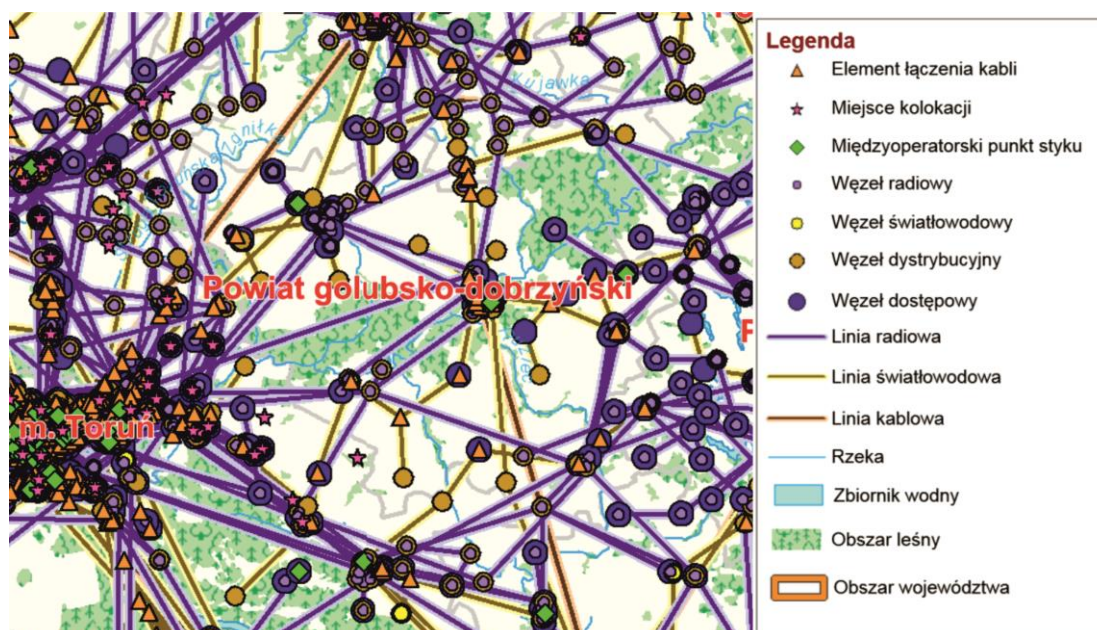 Kujawka
Powiat golubsko-dobrzyński
m. Toruń
Legenda
Element łączenia kabli
Miejsce kolokacji
Międzyoperatorski punkt styku
Węzeł radiowy
Węzeł światłowodowy
Węzeł dystrybucyjny
Węzeł dostępowy
Linia radiowa
Linia światłowodowa
Linia kablowa
Rzeka
Zbiornik wodny
Obszar leśny
Obszar województwa